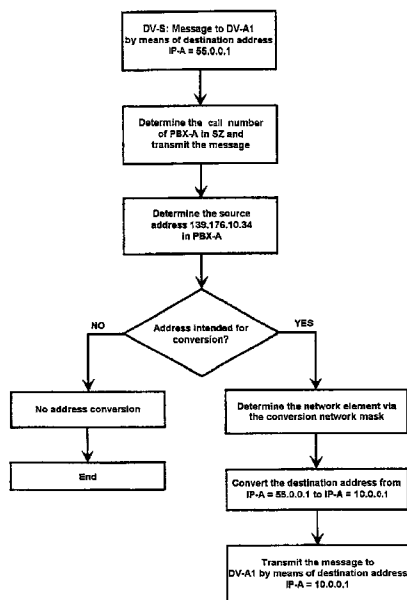 DV-S: Message to DV-A1
by means of destination address
IP-A = 55.0.0.1
Determine the call number
of PBX-A in SZ and
transmit the message
Determine the source
address 139.176.10.34
in PBX-A
Address intended for
conversion?
NO
YES
No address conversion
End
Determine the network element via
the conversion network mask
Convert the destination address from
IP-A = 55.0.0.1 to IP-A = 10.0.0.1
Transmit the message to
DV-A1 by means of destination address
IP-A = 10.0.0.1